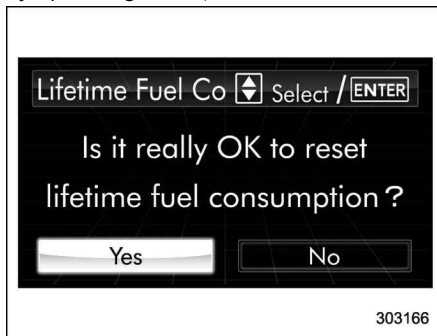 Lifetime Fuel Co Select / ENTER
Is it really OK to reset
lifetime fuel consumption ?
Yes No
303166